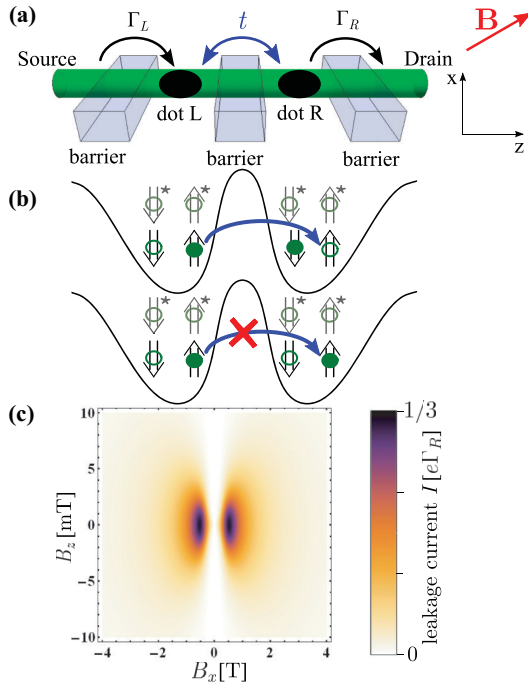 (a)
Γ_L t Γ_R B
Source Drain
dot L dot R
barrier barrier barrier
x
z
(b)
* * * *
* * * *
(c)
10
5
0
-5
-10
B_z [mT]
-4 -2 0 2 4
B_x[T]
1/3
0
leakage current I [eΓ_R]